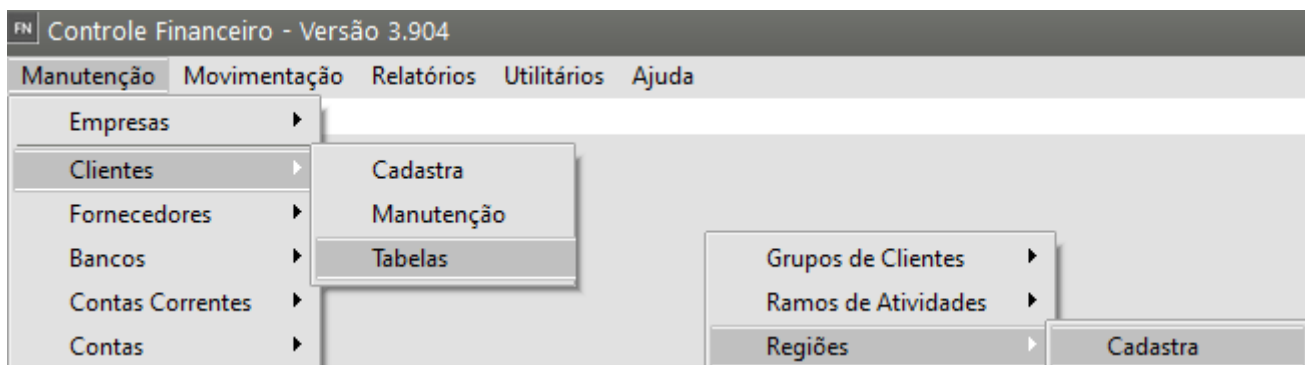 FN Controle Financeiro - Versão 3.904
Manutenção Movimentação Relatórios Utilitários Ajuda
Empresas
Clientes Cadastra
Fornecedores Manutenção
Bancos Tabelas Grupos de Clientes
Contas Correntes Ramos de Atividades
Contas Regiões Cadastra